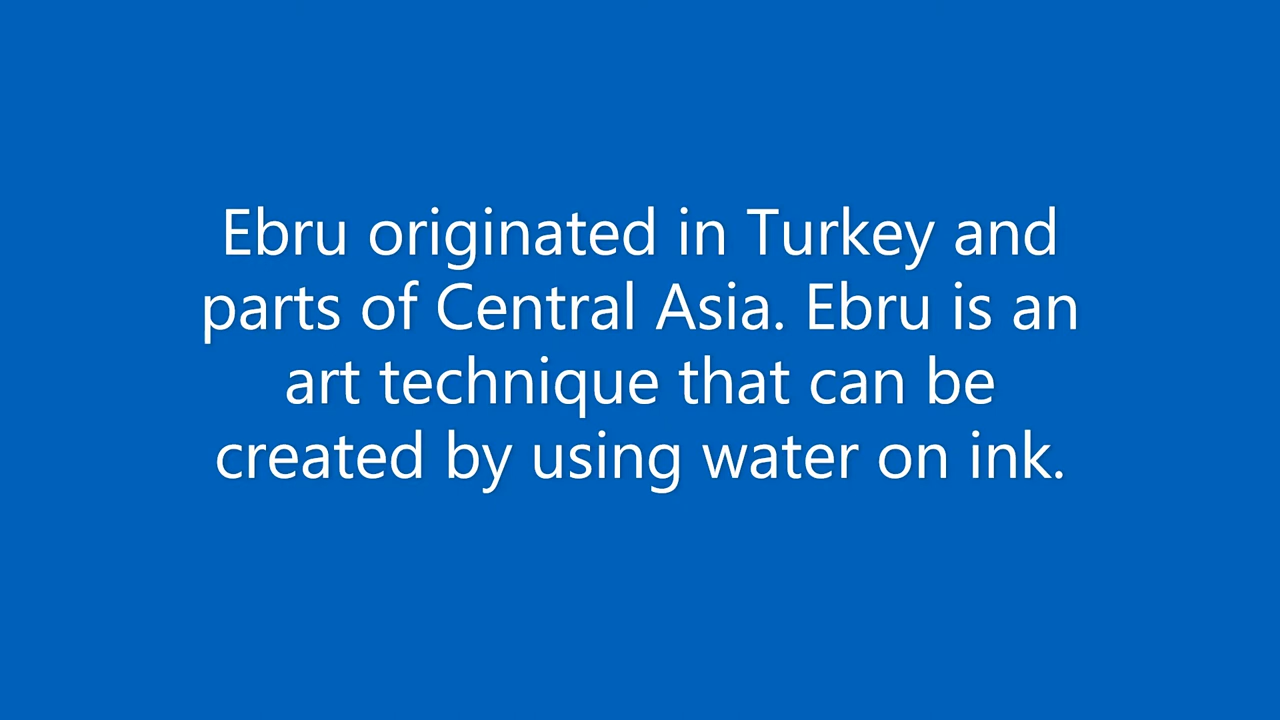 Ebru originated in Turkey and
parts of Central Asia. Ebru is an
art technique that can be
created by using water on ink.